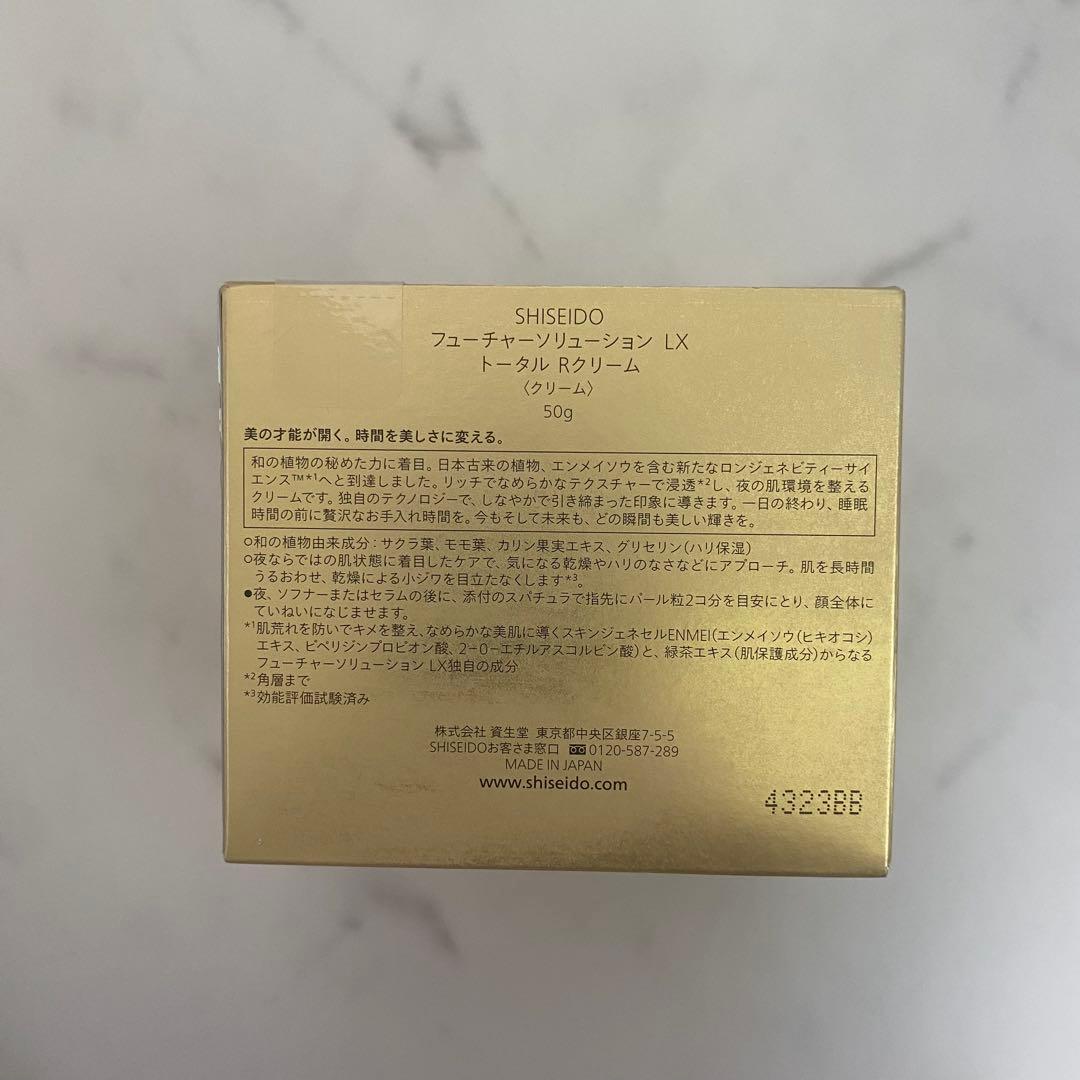 SHISEIDO
フューチャーソリューション LX
トータル Rクリーム
〈クリーム〉
50g
美の才能が開く。時間を美しさに変える。
和の植物の秘めた力に着目。日本古来の植物、エンメイソウを含む新たなロンジェネビティーサイ
エンス™*1へと到達しました。リッチでなめらかなテクスチャーで浸透*2し、夜の肌環境を整える
クリームです。独自のテクノロジーで、しなやかで引き締まった印象に導きます。一日の終わり、睡眠
時間の前に贅沢なお手入れ時間を。今もそして未来も、どの瞬間も美しい輝きを。
○和の植物由来成分：サクラ葉、モモ葉、カリン果実エキス、グリセリン（ハリ保湿）
○夜ならではの肌状態に着目したケアで、気になる乾燥やハリのなさなどにアプローチ。肌を長時間
うるおわせ、乾燥による小ジワを目立たなくします*3。
●夜、ソフナーまたはセラムの後に、添付のスパチュラで指先にパール粒2コ分を目安にとり、顔全体に
ていねいになじませます。
*1肌荒れを防いでキメを整え、なめらかな美肌に導くスキンジェネセルENMEI（エンメイソウ（ヒキオコシ）
エキス、ピペリジンプロピオン酸、2-O-エチルアスコルビン酸）と、緑茶エキス（肌保護成分）からなる
フューチャーソリューション LX独自の成分
*2角層まで
*3効能評価試験済み
株式会社 資生堂 東京都中央区銀座7-5-5
SHISEIDOお客さま窓口 0120-587-289
MADE IN JAPAN
www.shiseido.com
4323BB